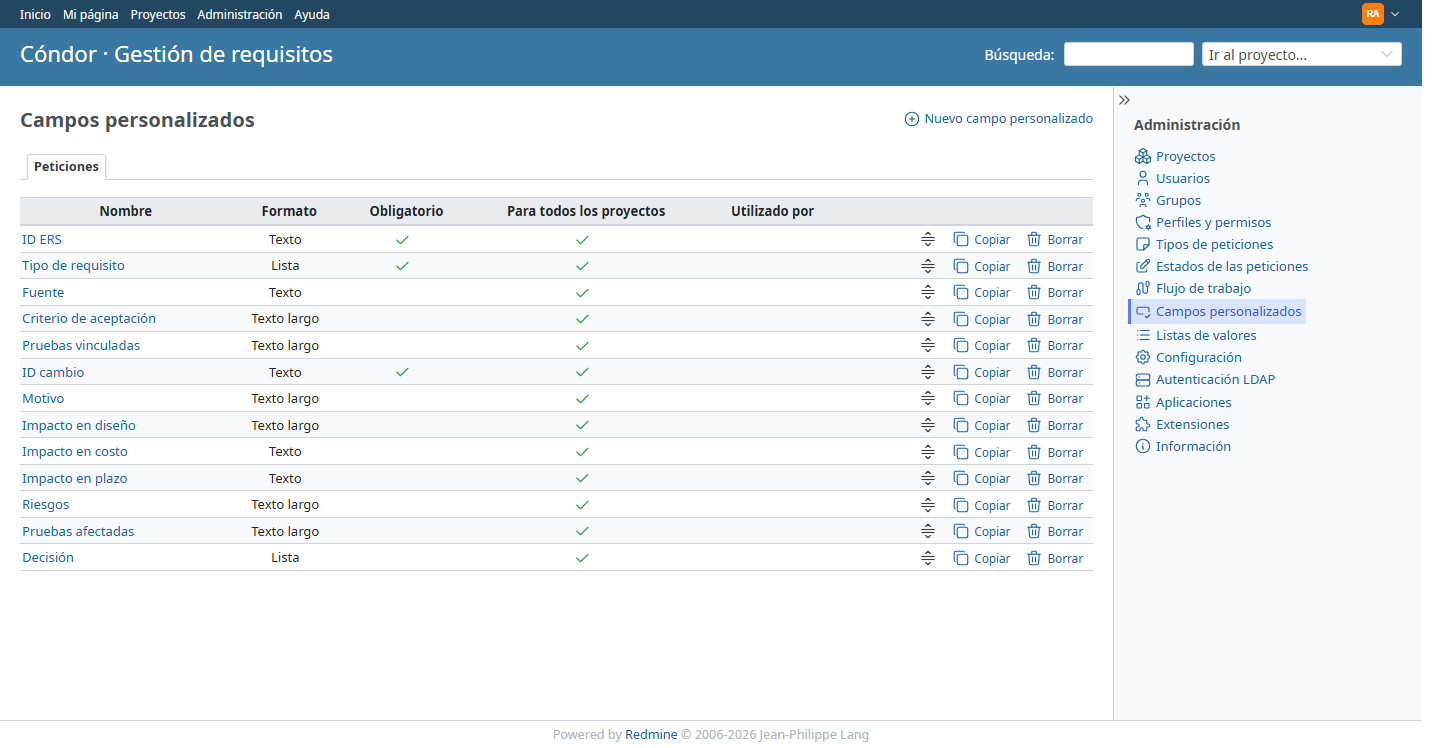 Inicio Mi página Proyectos Administración Ayuda RA
Cóndor · Gestión de requisitos Búsqueda: Ir al proyecto...
Campos personalizados Nuevo campo personalizado
Peticiones
Nombre Formato Obligatorio Para todos los proyectos Utilizado por
ID ERS Texto Copiar Borrar
Tipo de requisito Lista Copiar Borrar
Fuente Texto Copiar Borrar
Criterio de aceptación Texto largo Copiar Borrar
Pruebas vinculadas Texto largo Copiar Borrar
ID cambio Texto Copiar Borrar
Motivo Texto largo Copiar Borrar
Impacto en diseño Texto largo Copiar Borrar
Impacto en costo Texto Copiar Borrar
Impacto en plazo Texto Copiar Borrar
Riesgos Texto largo Copiar Borrar
Pruebas afectadas Texto largo Copiar Borrar
Decisión Lista Copiar Borrar
Administración
Proyectos
Usuarios
Grupos
Perfiles y permisos
Tipos de peticiones
Estados de las peticiones
Flujo de trabajo
Campos personalizados
Listas de valores
Configuración
Autenticación LDAP
Aplicaciones
Extensiones
Información
Powered by Redmine © 2006-2026 Jean-Philippe Lang